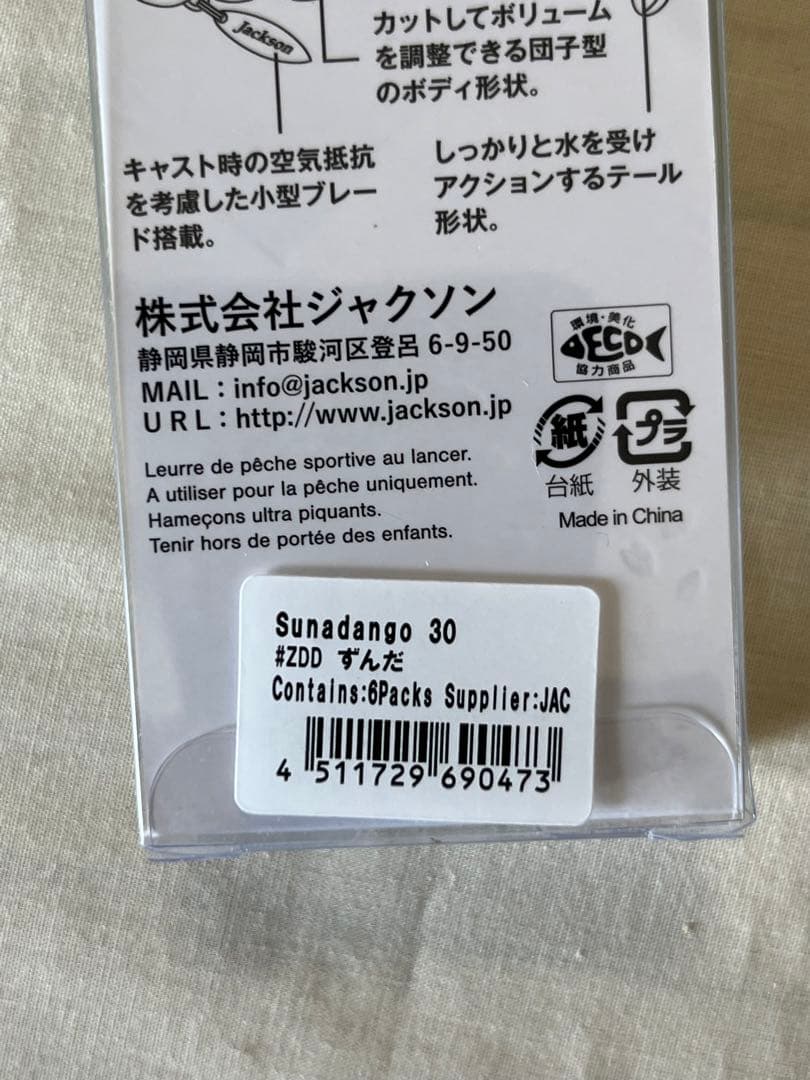 Jackson
カットしてボリューム
を調整できる団子型
のボディ形状。
キャスト時の空気抵抗
を考慮した小型ブレー
ド搭載。
しっかりと水を受け
アクションするテール
形状。
株式会社ジャクソン
静岡県静岡市駿河区登呂 6-9-50
MAIL：info@jackson.jp
URL：http://www.jackson.jp
環境・美化
ECO
協力商品
紙
台紙
プラ
外装
Made in China
Leurre de pêche sportive au lancer.
A utiliser pour la pêche uniquement.
Hameçons ultra piquants.
Tenir hors de portée des enfants.
Sunadango 30
#ZDD ずんだ
Contains:6Packs Supplier:JAC
4 511729 690473